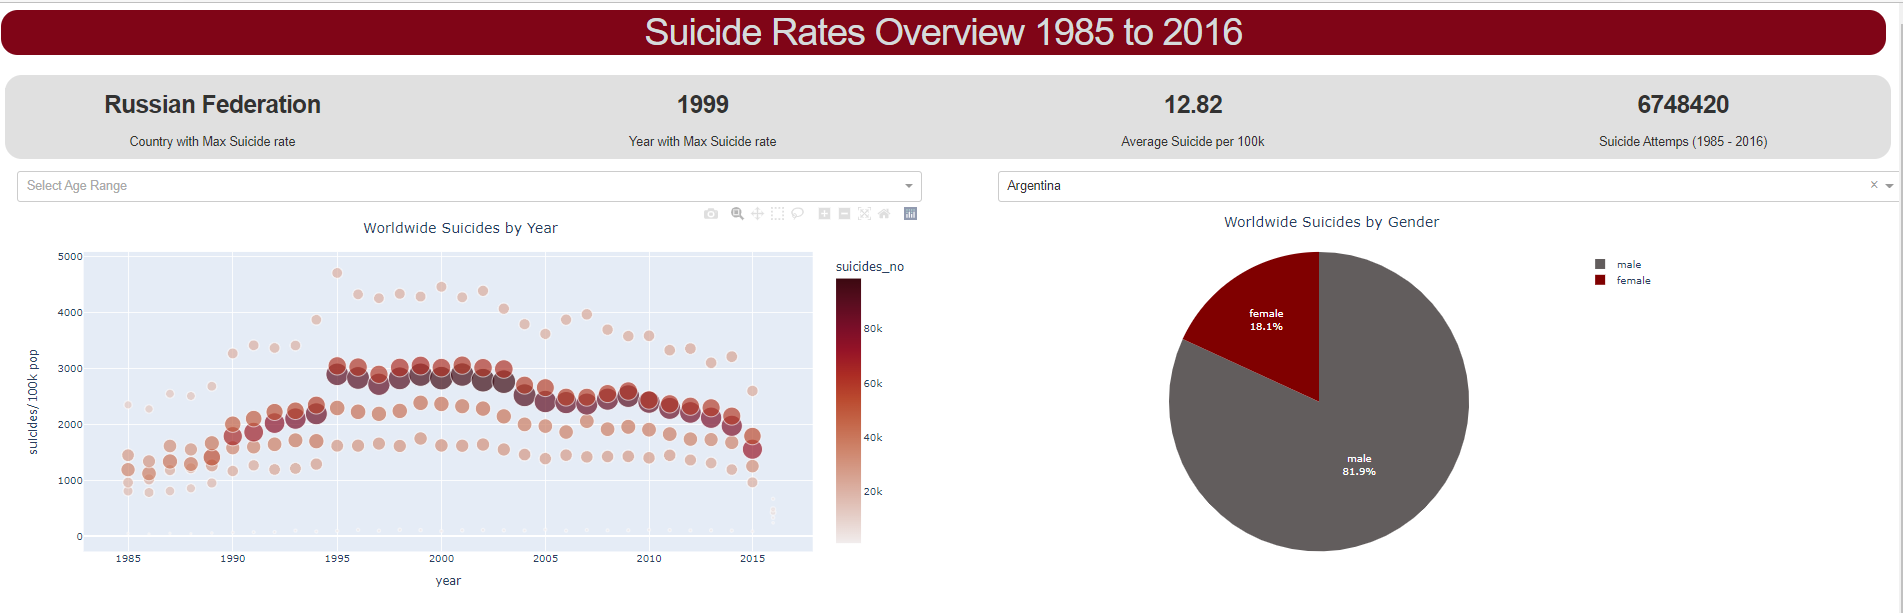 Suicide Rates Overview 1985 to 2016
Russian Federation
Country with Max Suicide rate
1999
Year with Max Suicide rate
12.82
Average Suicide per 100k
6748420
Suicide Attemps (1985 - 2016)
Select Age Range
Argentina
Worldwide Suicides by Year
5000
4000
3000
2000
1000
0
suicides/100k pop
1985
1990
1995
2000
2005
2010
2015
year
suicides_no
80k
60k
40k
20k
Worldwide Suicides by Gender
female
18.1%
male
81.9%
male
female